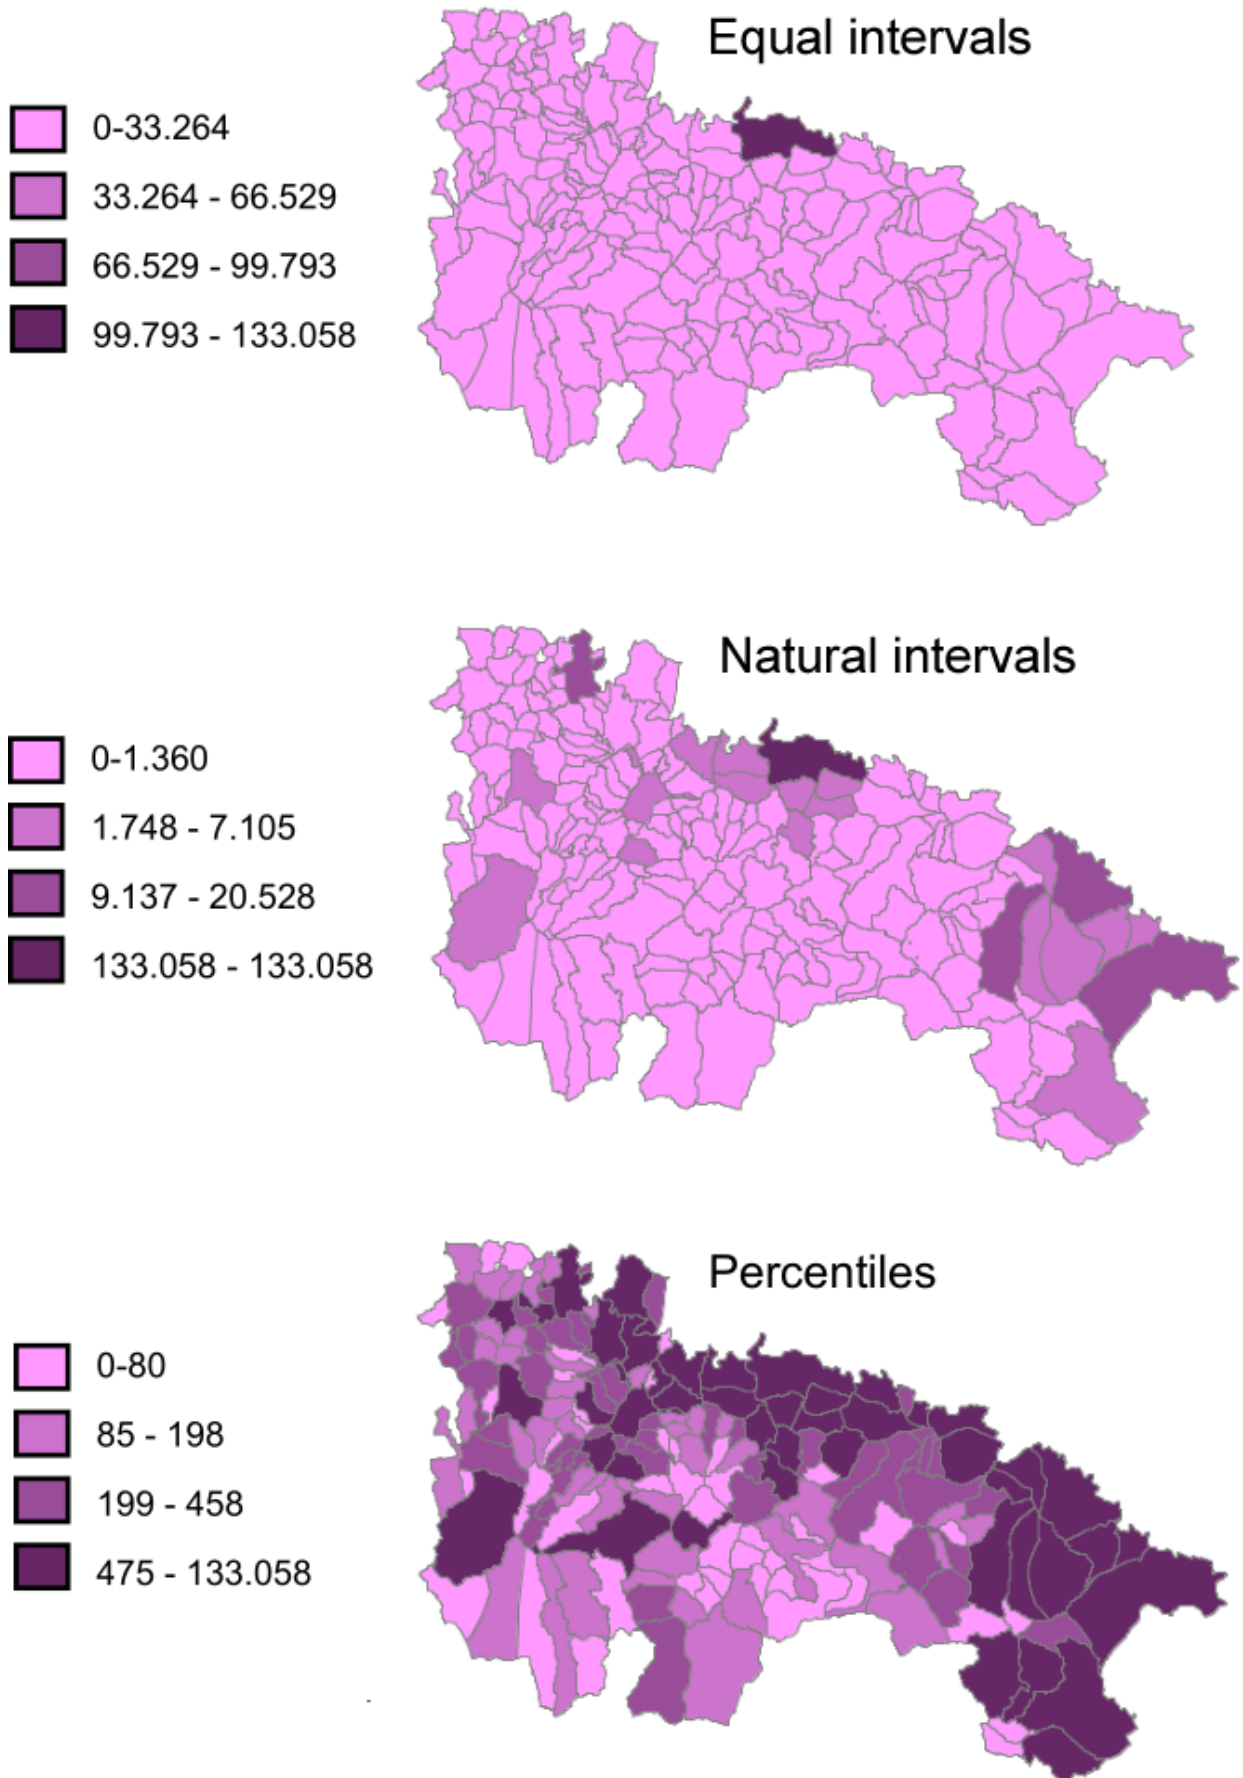 Equal intervals
0-33.264
33.264 - 66.529
66.529 - 99.793
99.793 - 133.058
Natural intervals
0-1.360
1.748 - 7.105
9.137 - 20.528
133.058 - 133.058
Percentiles
0-80
85 - 198
199 - 458
475 - 133.058